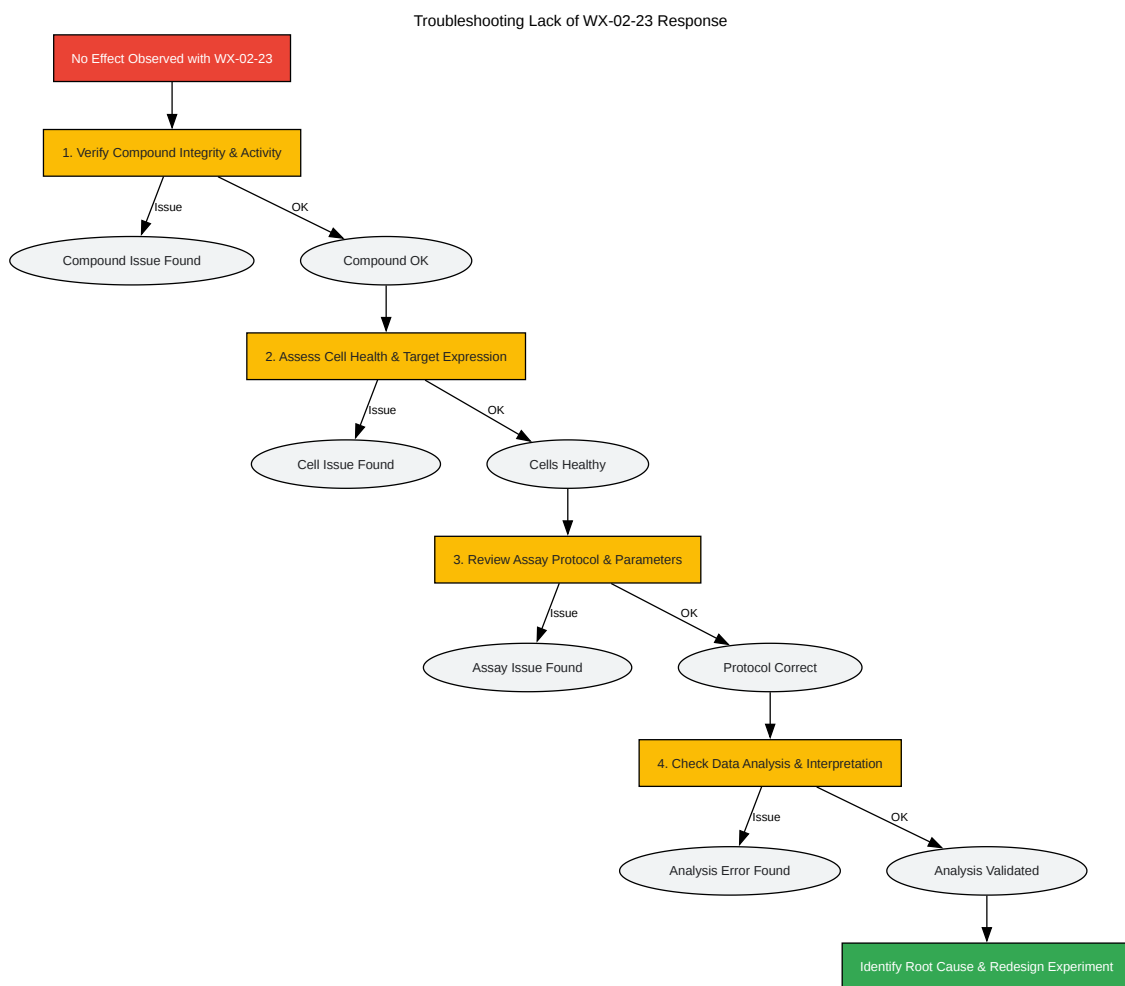 Troubleshooting Lack of WX-02-23 Response
No Effect Observed with WX-02-23
1. Verify Compound Integrity & Activity
Issue
OK
Compound Issue Found
Compound OK
2. Assess Cell Health & Target Expression
Issue
OK
Cell Issue Found
Cells Healthy
3. Review Assay Protocol & Parameters
Issue
OK
Assay Issue Found
Protocol Correct
4. Check Data Analysis & Interpretation
Issue
OK
Analysis Error Found
Analysis Validated
Identify Root Cause & Redesign Experiment